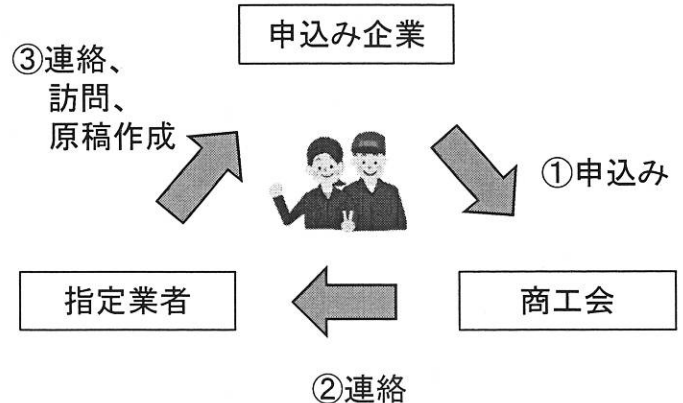 申込み企業
③連絡、
訪問、
原稿作成
①申込み
指定業者
商工会
②連絡